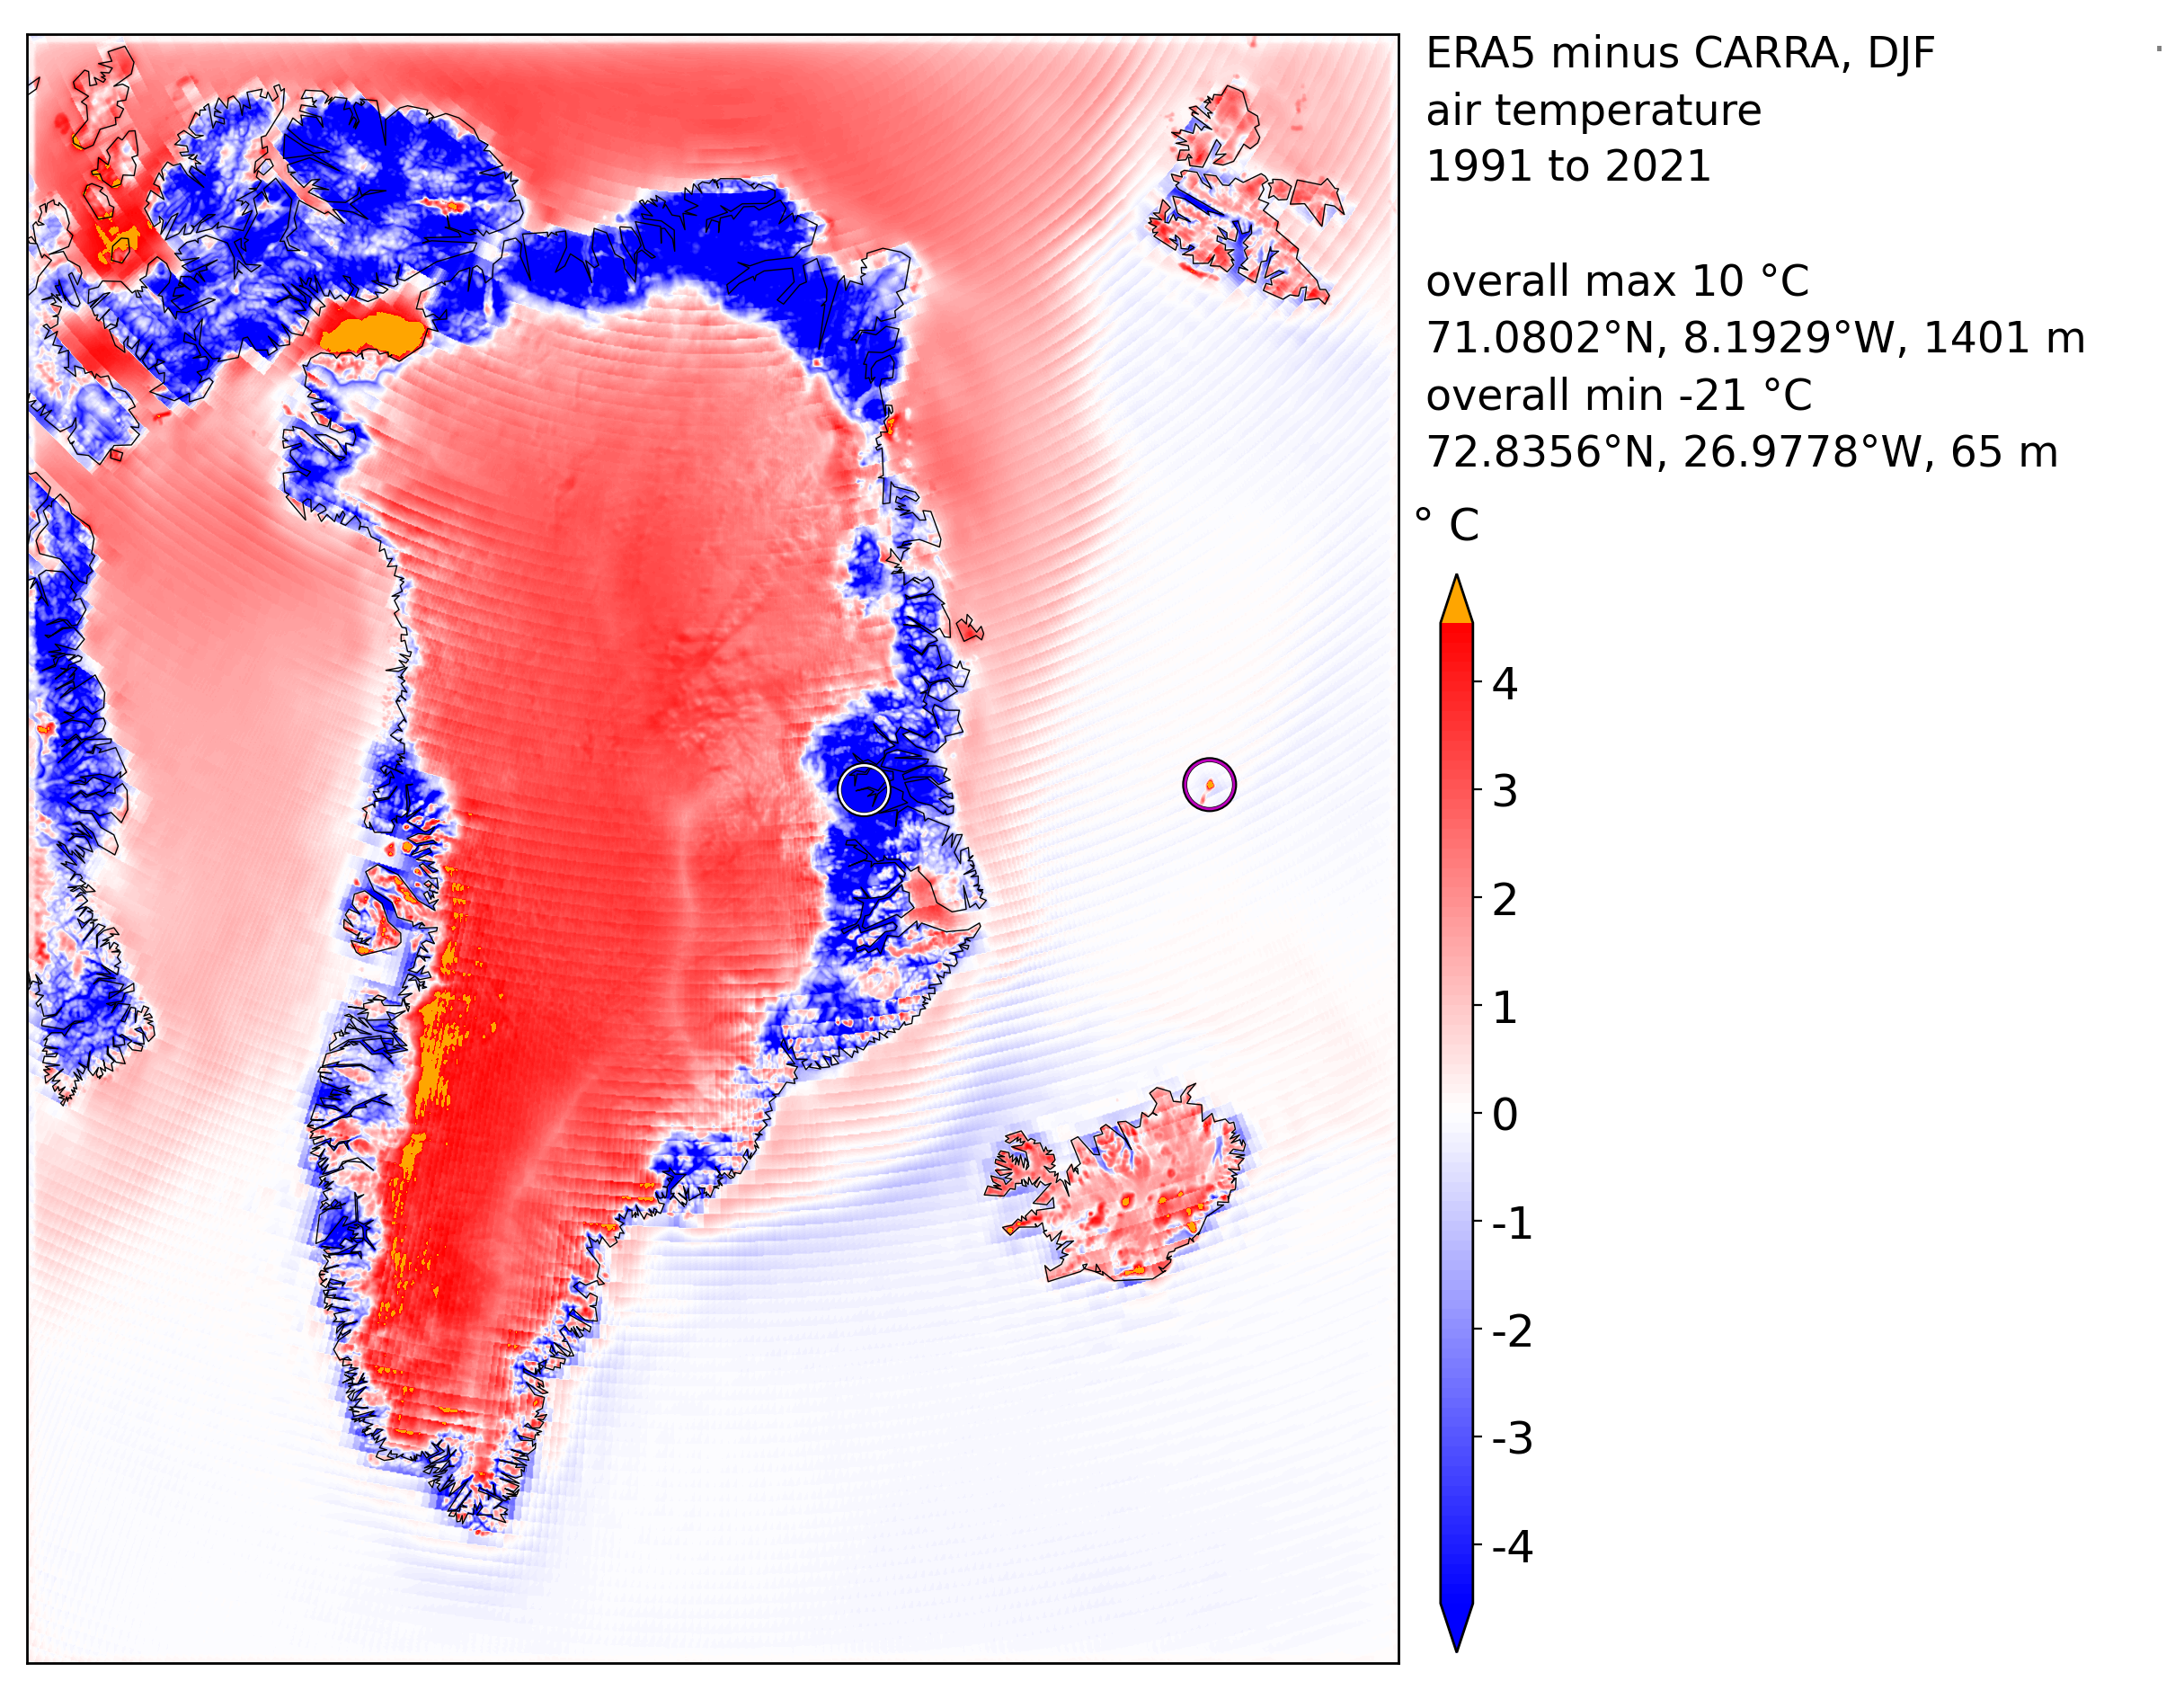 ERA5 minus CARRA, DJF
air temperature
1991 to 2021
overall max 10 °C
71.0802°N, 8.1929°W, 1401 m
overall min -21 °C
72.8356°N, 26.9778°W, 65 m
° C
4
3
2
1
0
-1
-2
-3
-4